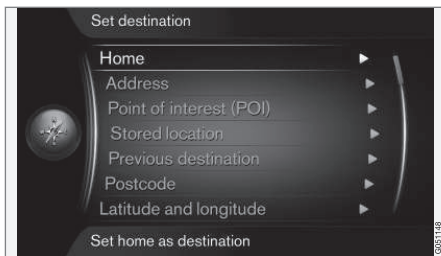 Set destination
Home
Address
Point of interest (POI)
Stored location
Previous destination
Postcode
Latitude and longitude
Set home as destination
G051148